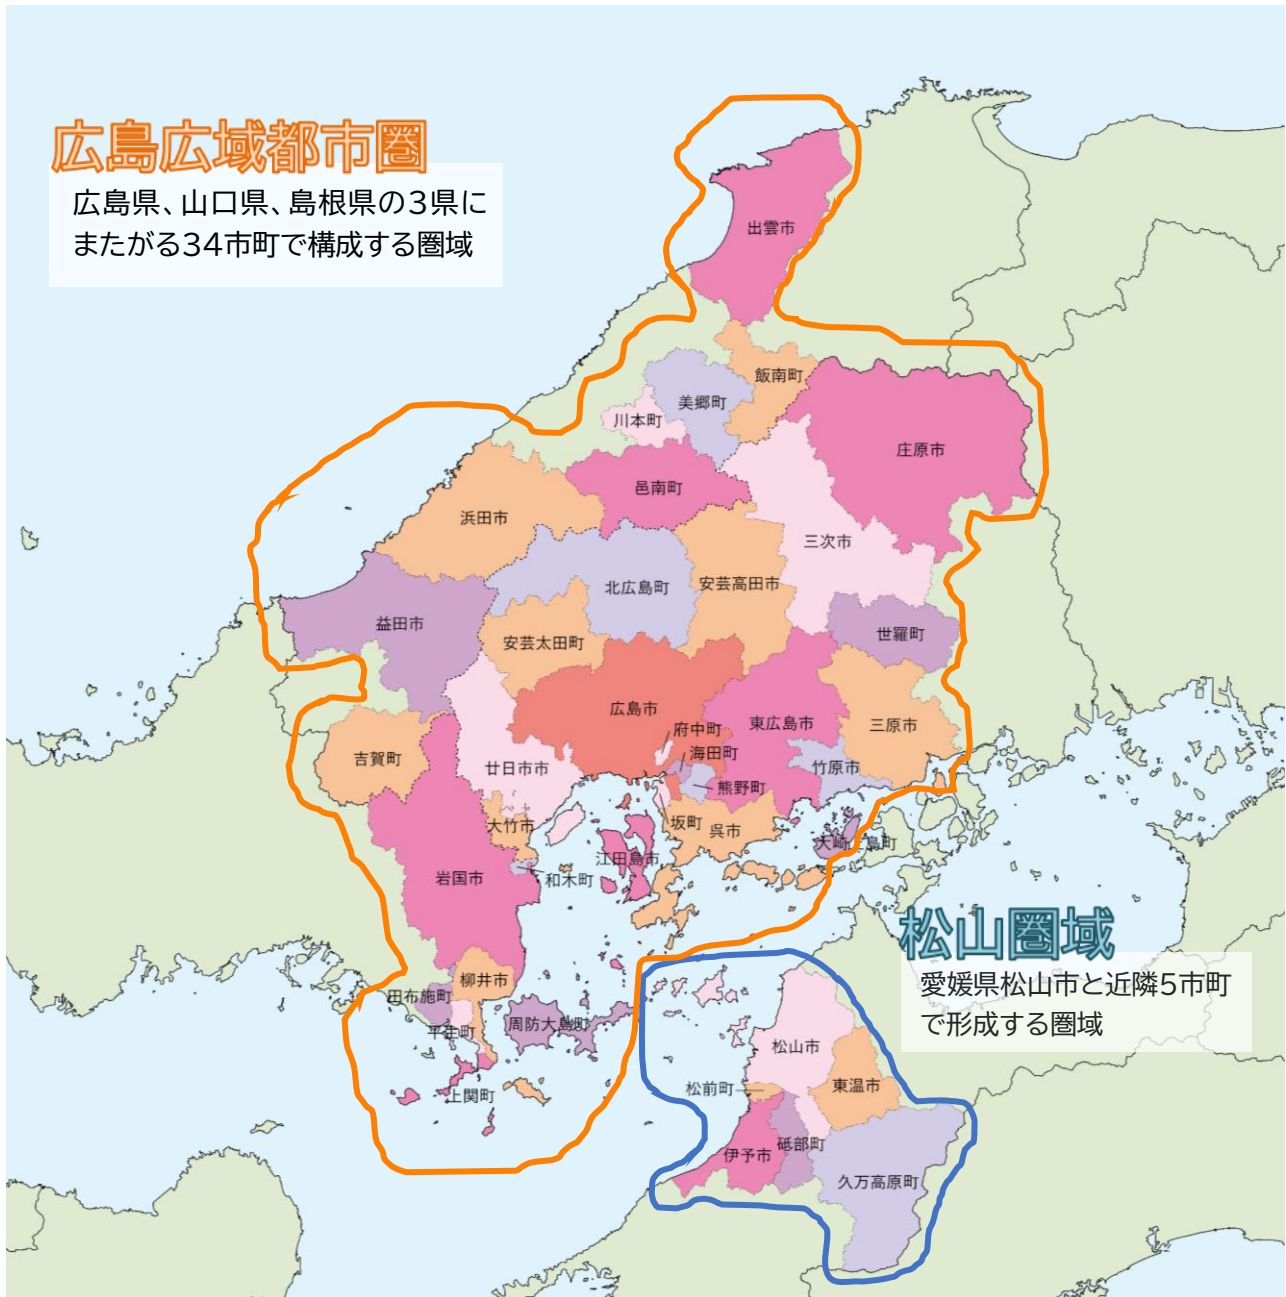 広島広域都市圏
広島県、山口県、島根県の3県に
またがる34市町で構成する圏域
出雲市
飯南町
美郷町
川本町
庄原市
邑南町
浜田市
三次市
北広島町
安芸高田市
益田市
安芸太田町
世羅町
広島市
東広島市
三原市
府中町
海田町
吉賀町
廿日市市
竹原市
熊野町
大竹市
坂町
呉市
大崎上島町
江田島市
岩国市
和木町
松山圏域
愛媛県松山市と近隣5市町
で形成する圏域
柳井市
田布施町
周防大島町
平生町
上関町
松山市
東温市
松前町
砥部町
伊予市
久万高原町